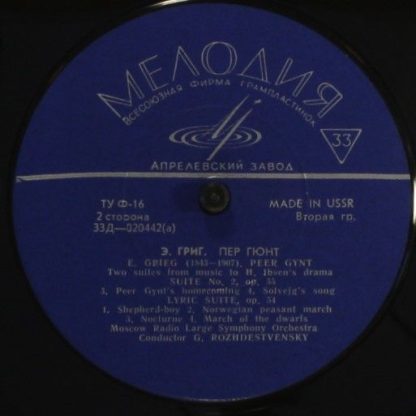 МЕЛОДИЯ
ВСЕСОЮЗНАЯ ФИРМА ГРАМПЛАСТИНОК
33
АПРЕЛЕВСКИЙ ЗАВОД
ТУ Ф-16
MADE IN USSR
2 сторона
Вторая гр.
33Д—020442(а)
Э. ГРИГ. ПЕР ГЮНТ
E. GRIEG (1843—1907), PEER GYNT
Two suites from music to H. Ibsen's drama
SUITE No. 2, op. 55
3. Peer Gynt's homecoming 4. Solveig's song
LYRIC SUITE, op. 54
1. Shepherd-boy 2. Norwegian peasant march
3. Nocturne 4. March of the dwarfs
Moscow Radio Large Symphony Orchestra
Conductor G. ROZHDESTVENSKY